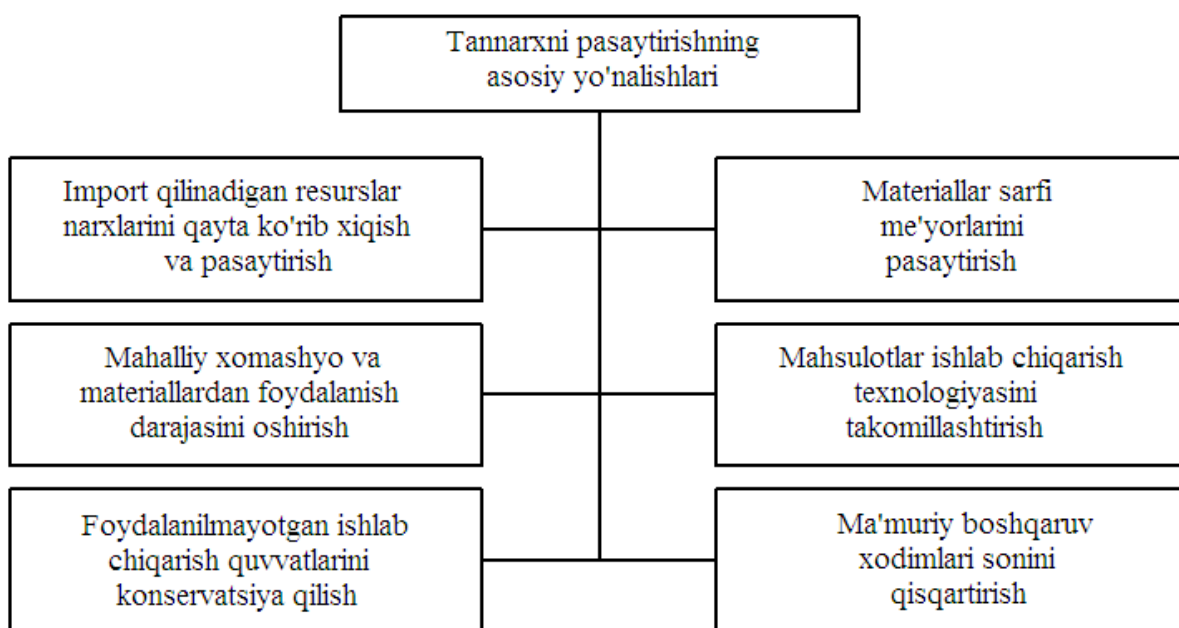 Tannarxni pasaytirishning
asosiy yo'nalishlari
Import qilinadigan resurslar
narxlarini qayta ko'rib xiqish
va pasaytirish
Materiallar sarfi
me'yorlarini
pasaytirish
Mahalliy xomashyo va
materiallardan foydalanish
darajasini oshirish
Mahsulotlar ishlab chiqarish
texnologiyasini
takomillashtirish
Foydalanilmayotgan ishlab
chiqarish quvvatlarini
konservatsiya qilish
Ma'muriy boshqaruv
xodimlari sonini
qisqartirish